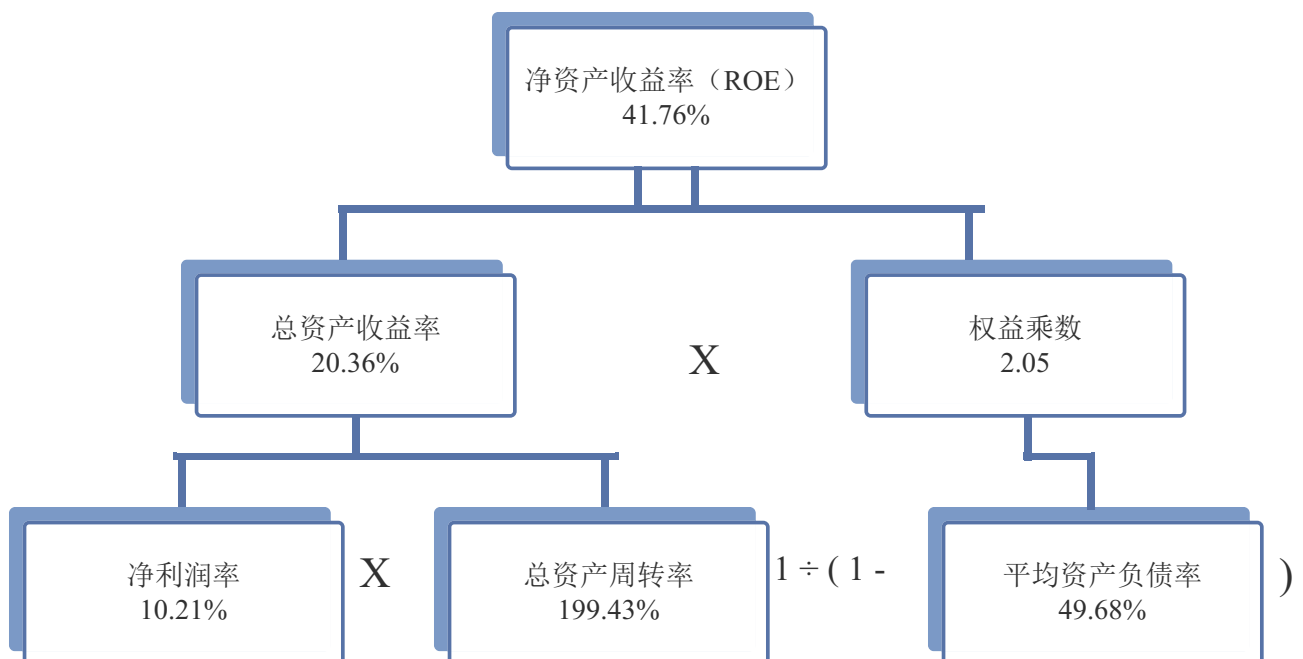 净资产收益率（ROE）
41.76%
总资产收益率
20.36%
X
权益乘数
2.05
净利润率
10.21%
X
总资产周转率
199.43%
1 ÷ ( 1 -
平均资产负债率
49.68%
)